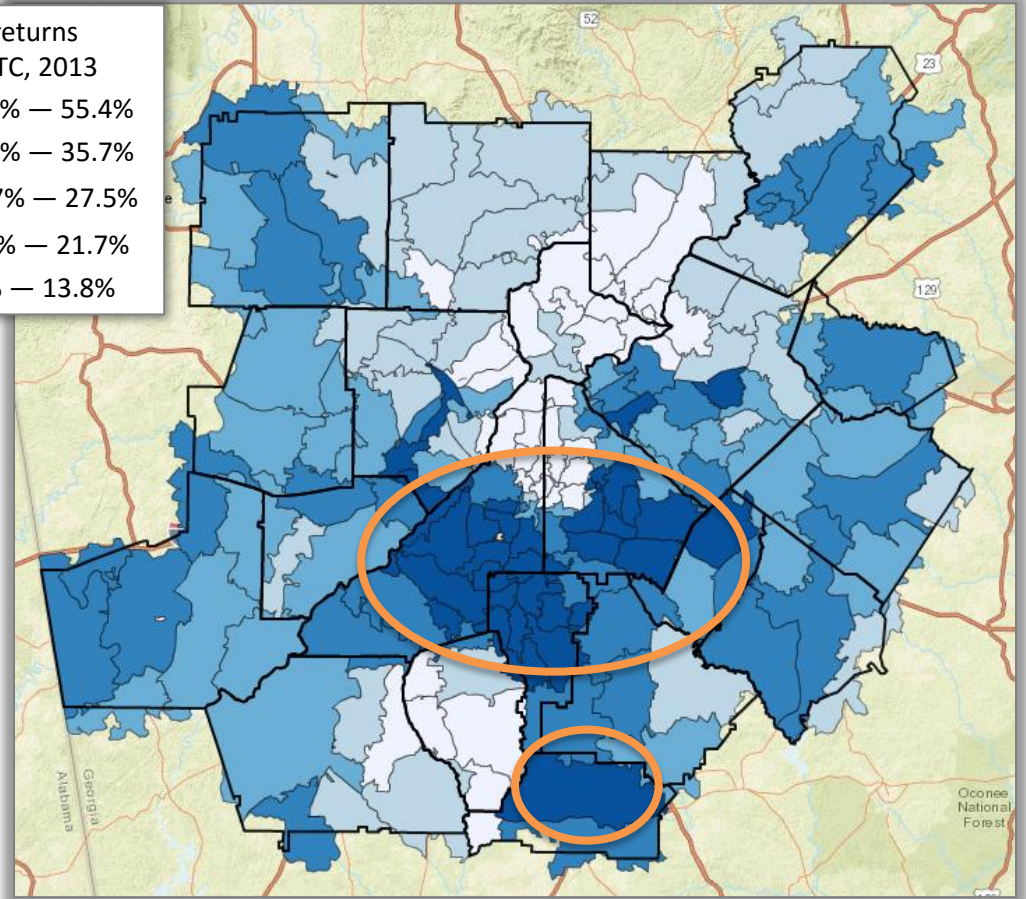 returns
TC, 2013
% — 55.4%
% — 35.7%
7% — 27.5%
% — 21.7%
% — 13.8%
52
23
e
129
Alabama
Georgia
Oconee
National
Forest